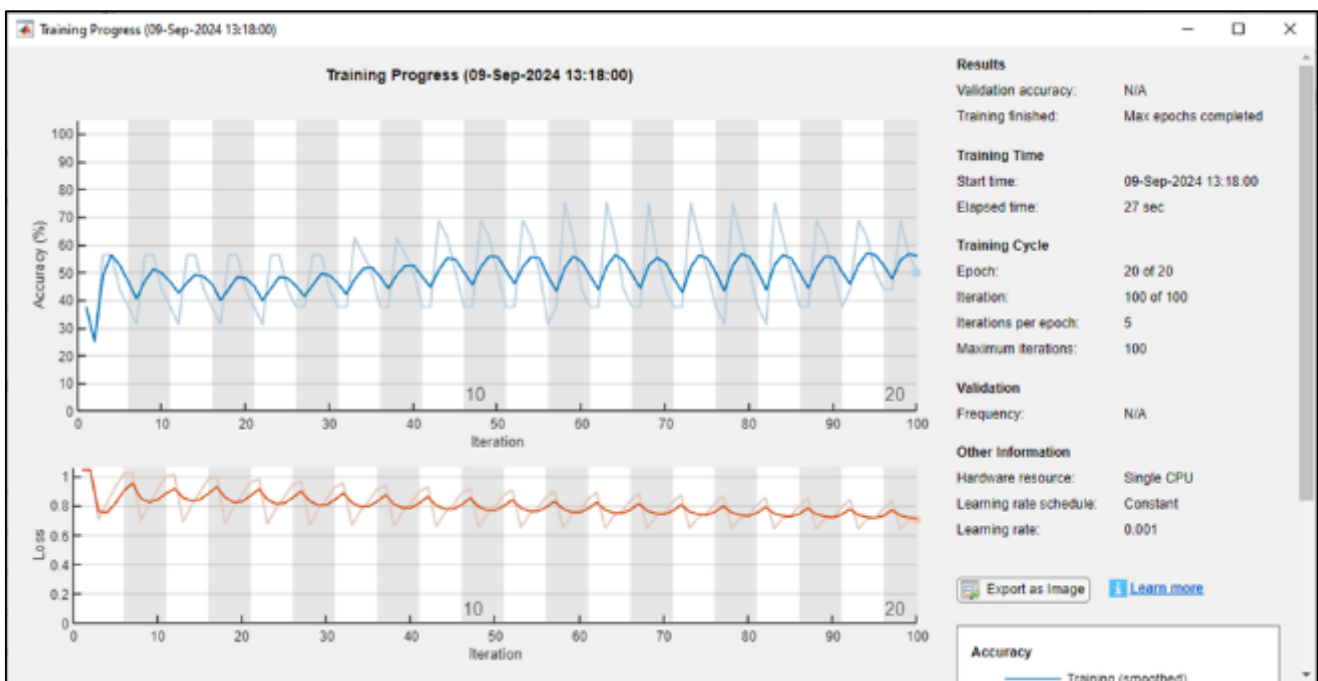 Training Progress (09-Sep-2024 13:18:00)
Training Progress (09-Sep-2024 13:18:00)
100
90
80
70
60
50
40
30
20
10
0
Accuracy (%)
10
20
0 10 20 30 40 50 60 70 80 90 100
Iteration
1
0.8
0.6
0.4
0.2
0
Loss
10
20
0 10 20 30 40 50 60 70 80 90 100
Iteration
Results
Validation accuracy: N/A
Training finished: Max epochs completed
Training Time
Start time: 09-Sep-2024 13:18:00
Elapsed time: 27 sec
Training Cycle
Epoch: 20 of 20
Iteration: 100 of 100
Iterations per epoch: 5
Maximum iterations: 100
Validation
Frequency: N/A
Other Information
Hardware resource: Single CPU
Learning rate schedule: Constant
Learning rate: 0.001
Export as Image
i Learn more
Accuracy
Training (smoothed)